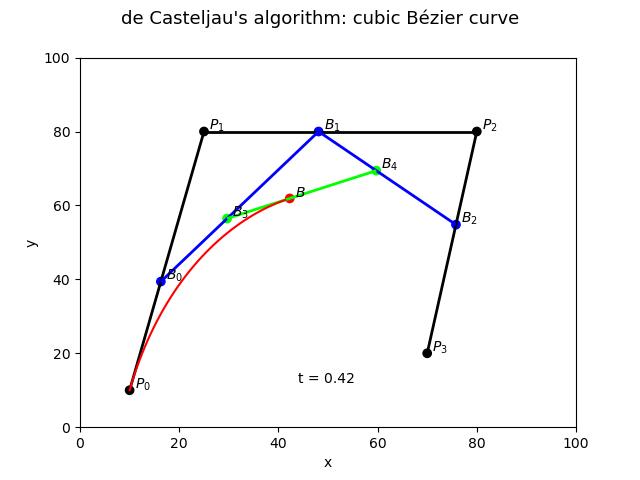 de Casteljau's algorithm: cubic Bézier curve
100
80
60
40
20
0
y
P₁
B₁
P₂
B₄
B
B₃
B₂
B₀
P₃
P₀
t = 0.42
0
20
40
60
80
100
x